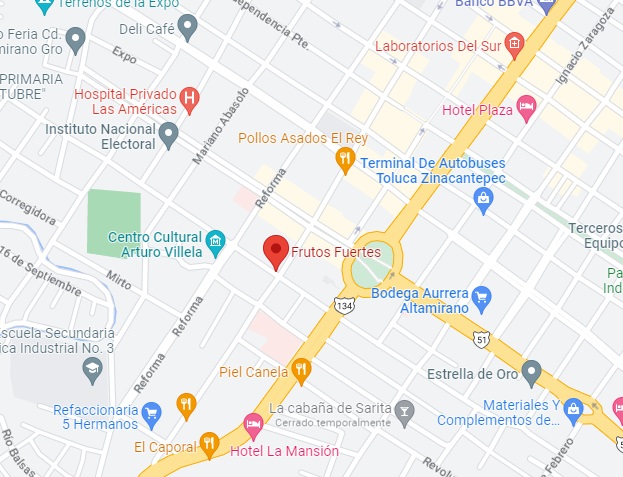 Terrenos de la Expo
Independencia Pte.
Banco BBVA
Deli Café
Feria Cd.
mirano Gro
Expo
Laboratorios Del Sur
Ignacio Zaragoza
PRIMARIA
TUBRE"
Hospital Privado
Las Américas
Mariano Abasolo
Hotel Plaza
Instituto Nacional
Electoral
Pollos Asados El Rey
Terminal De Autobuses
Toluca Zinacantepec
Reforma
Corregidora
Terceros
Equipo
Centro Cultural
Arturo Villela
Frutos Fuertes
16 de Septiembre
Mirto
Pa
Ind
Bodega Aurrera
Altamirano
134
Reforma
51
Escuela Secundaria
ica Industrial No. 3
Reforma
Piel Canela
Estrella de Oro
Refaccionaria
5 Hermanos
La cabaña de Sarita
Cerrado temporalmente
Materiales Y
Complementos de...
El Caporal
Hotel La Mansión
Río Balsas
Revolu
Febrero